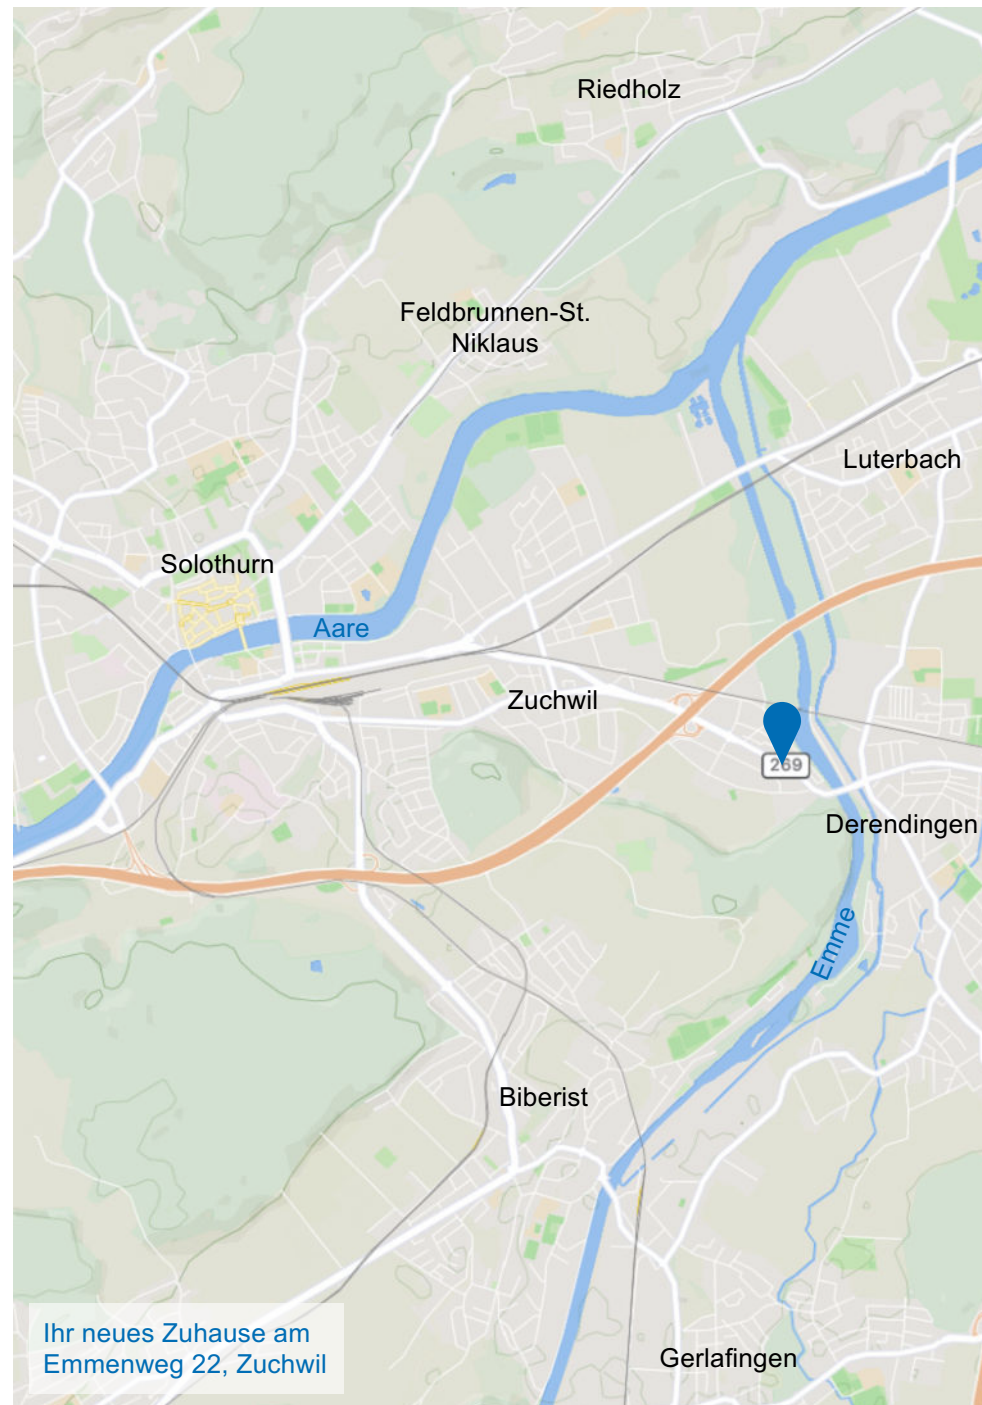 Riedholz
Feldbrunnen-St.
Niklaus
Luterbach
Solothurn
Aare
Zuchwil
269
Derendingen
Emme
Biberist
Ihr neues Zuhause am
Emmenweg 22, Zuchwil
Gerlafingen